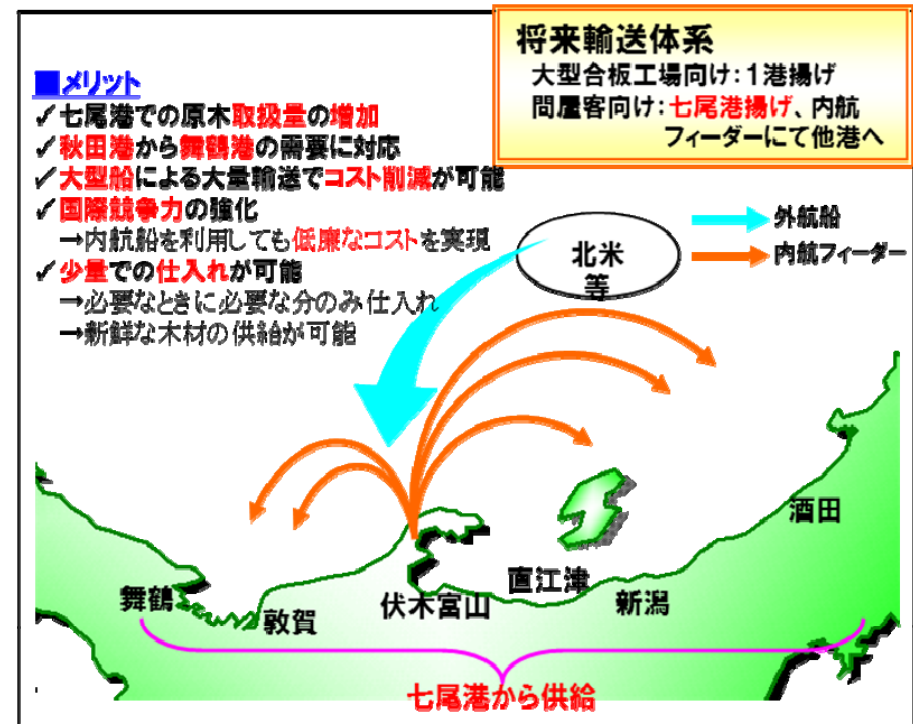 将来輸送体系
大型合板工場向け：1港揚げ
問屋客向け：七尾港揚げ、内航
フィーダーにて他港へ
■メリット
✓七尾港での原木取扱量の増加
✓秋田港から舞鶴港の需要に対応
✓大型船による大量輸送でコスト削減が可能
✓国際競争力の強化
→内航船を利用しても低廉なコストを実現
✓少量での仕入れが可能
→必要なときに必要な分のみ仕入れ
→新鮮な木材の供給が可能
外航船
内航フィーダー
北米
等
酒田
直江津
新潟
舞鶴
敦賀
伏木富山
七尾港から供給